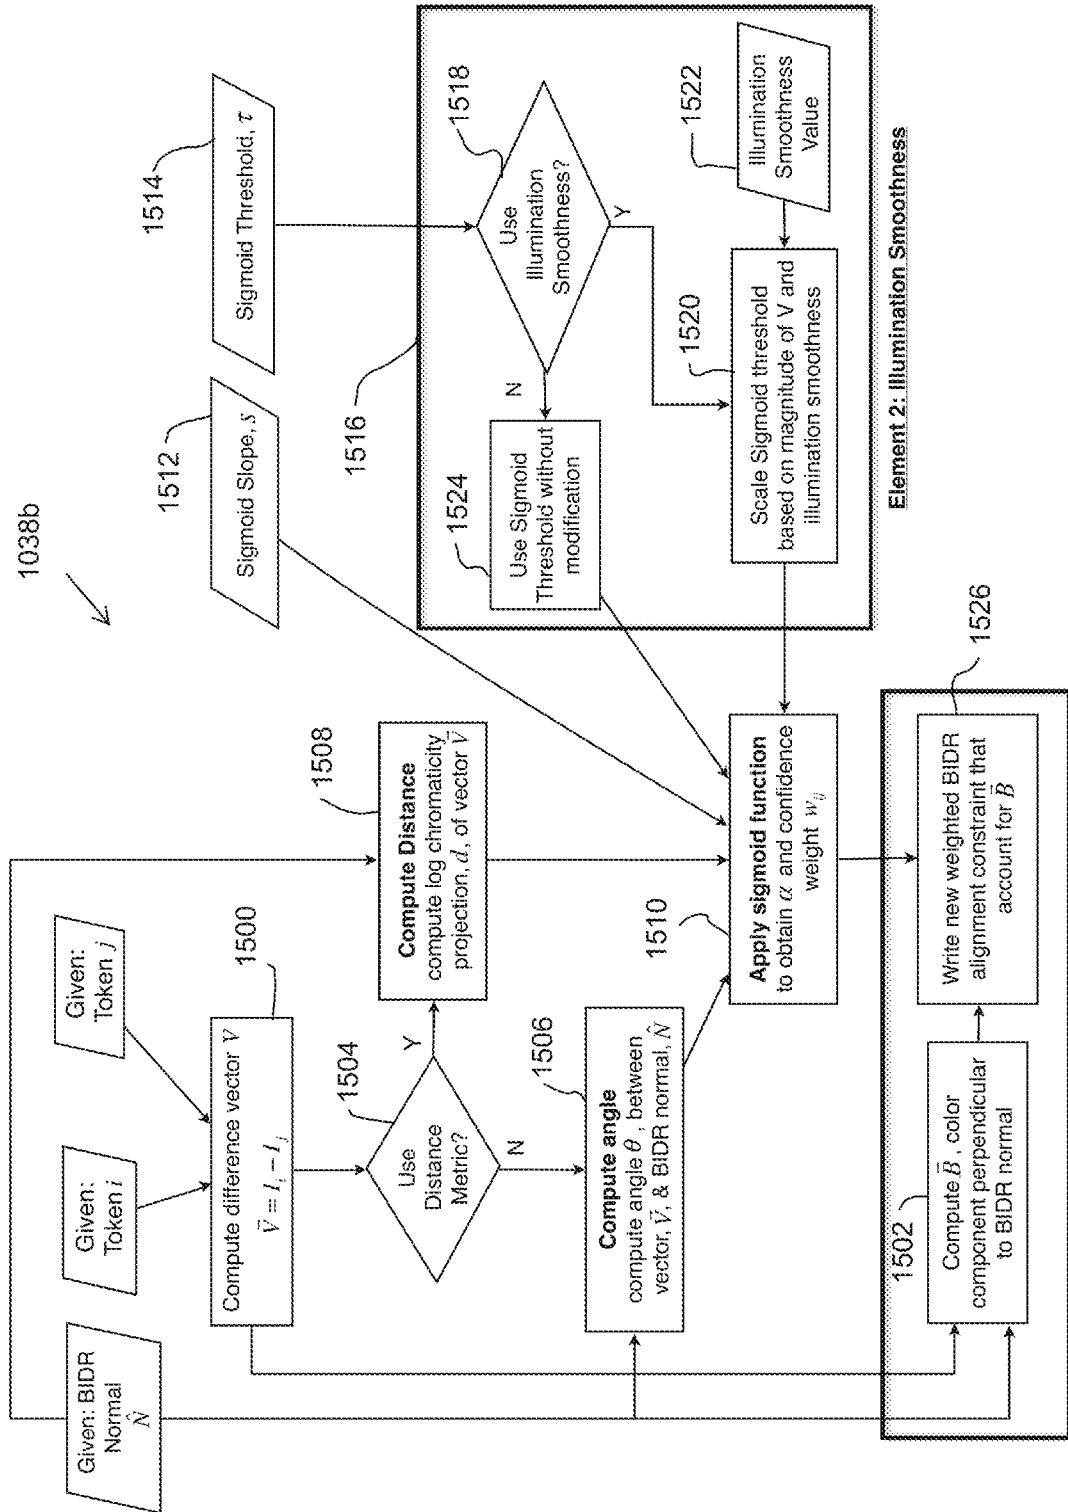 1038b
Given: BIDR
Normal
N̂
Given:
Token i
Given:
Token j
1500
Compute difference vector V
V̄ = I_i − I_j
1504
Use
Distance
Metric?
Y
N
1508
Compute Distance
compute log chromaticity
projection, d, of vector V̄
1506
Compute angle
compute angle θ, between
vector, V̄, & BIDR normal, N̂
1512
Sigmoid Slope, s
1514
Sigmoid Threshold, τ
1516
1518
Use
Illumination
Smoothness?
N
Y
1524
Use Sigmoid
Threshold without
modification
1520
Scale Sigmoid threshold
based on magnitude of V and
illumination smoothness
1522
Illumination
Smoothness
Value
Element 2: Illumination Smoothness
1510
Apply sigmoid function
to obtain α and confidence
weight w_ij
1502
Compute B̄, color
component perpendicular
to BIDR normal
1526
Write new weighted BIDR
alignment constraint that
account for B̄